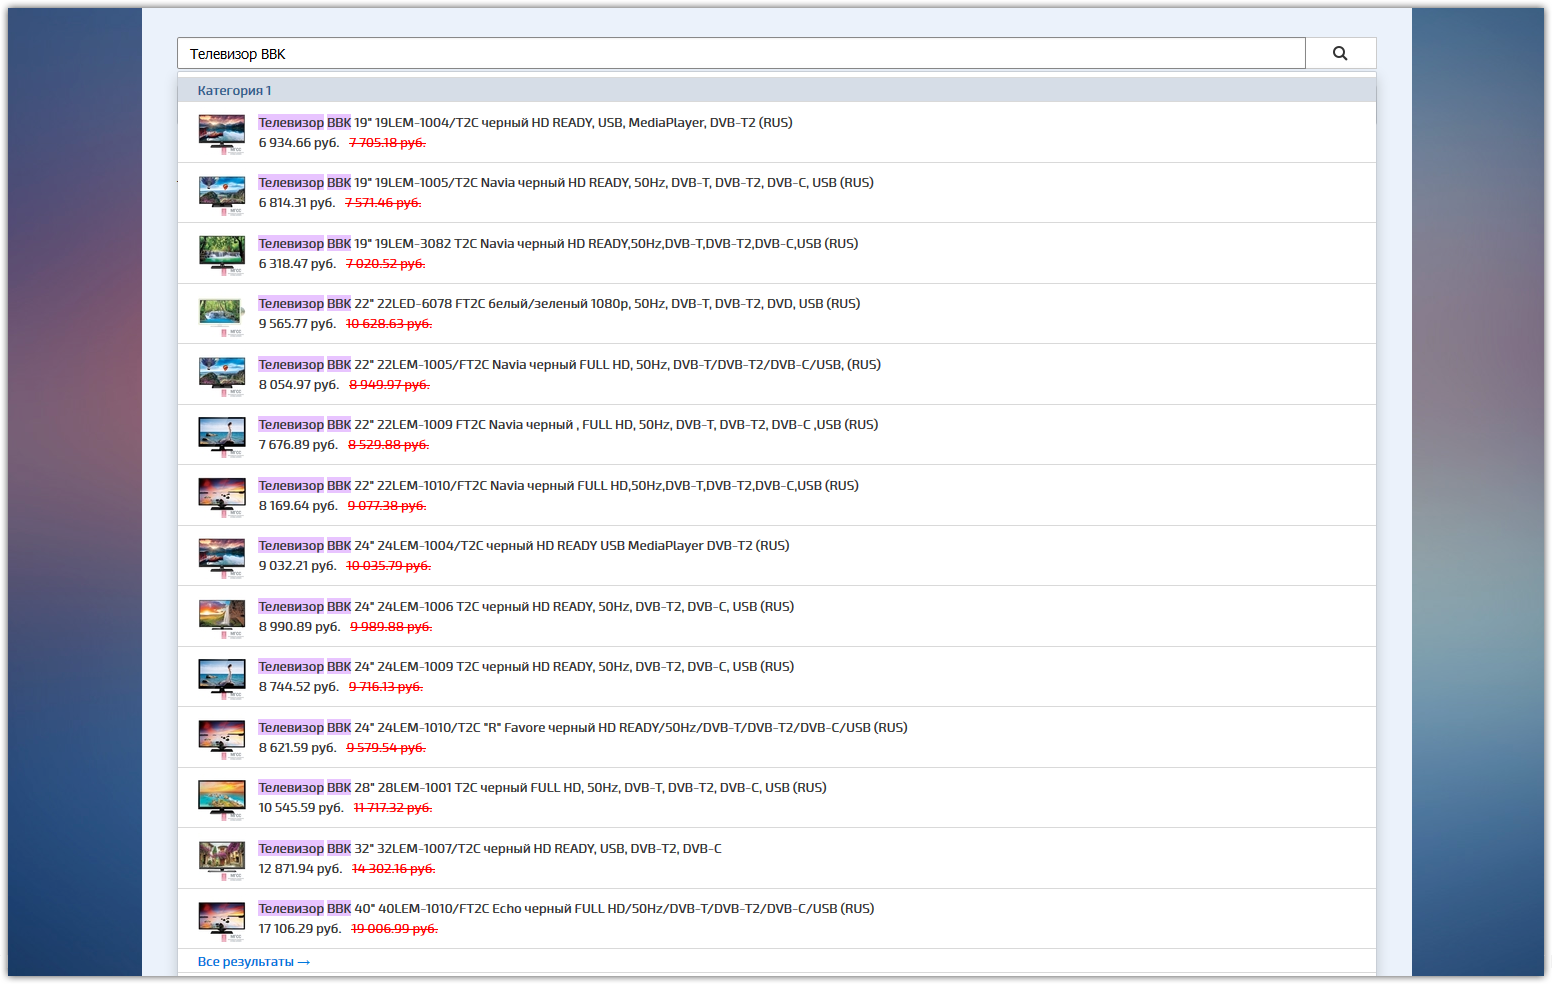 Телевизор BBK
Категория 1
Телевизор BBK 19" 19LEM-1004/T2C черный HD READY, USB, MediaPlayer, DVB-T2 (RUS)
6 934.66 руб. 7 705.18 руб.
Телевизор BBK 19" 19LEM-1005/T2C Navia черный HD READY, 50Hz, DVB-T, DVB-T2, DVB-C, USB (RUS)
6 814.31 руб. 7 571.46 руб.
Телевизор BBK 19" 19LEM-3082 T2C Navia черный HD READY,50Hz,DVB-T,DVB-T2,DVB-C,USB (RUS)
6 318.47 руб. 7 020.52 руб.
Телевизор BBK 22" 22LED-6078 FT2C белый/зеленый 1080p, 50Hz, DVB-T, DVB-T2, DVD, USB (RUS)
9 565.77 руб. 10 628.63 руб.
Телевизор BBK 22" 22LEM-1005/FT2C Navia черный FULL HD, 50Hz, DVB-T/DVB-T2/DVB-C/USB, (RUS)
8 054.97 руб. 8 949.97 руб.
Телевизор BBK 22" 22LEM-1009 FT2C Navia черный , FULL HD, 50Hz, DVB-T, DVB-T2, DVB-C ,USB (RUS)
7 676.89 руб. 8 529.88 руб.
Телевизор BBK 22" 22LEM-1010/FT2C Navia черный FULL HD,50Hz,DVB-T,DVB-T2,DVB-C,USB (RUS)
8 169.64 руб. 9 077.38 руб.
Телевизор BBK 24" 24LEM-1004/T2C черный HD READY USB MediaPlayer DVB-T2 (RUS)
9 032.21 руб. 10 035.79 руб.
Телевизор BBK 24" 24LEM-1006 T2C черный HD READY, 50Hz, DVB-T2, DVB-C, USB (RUS)
8 990.89 руб. 9 989.88 руб.
Телевизор BBK 24" 24LEM-1009 T2C черный HD READY, 50Hz, DVB-T2, DVB-C, USB (RUS)
8 744.52 руб. 9 716.13 руб.
Телевизор BBK 24" 24LEM-1010/T2C "R" Favore черный HD READY/50Hz/DVB-T/DVB-T2/DVB-C/USB (RUS)
8 621.59 руб. 9 579.54 руб.
Телевизор BBK 28" 28LEM-1001 T2C черный FULL HD, 50Hz, DVB-T, DVB-T2, DVB-C, USB (RUS)
10 545.59 руб. 11 717.32 руб.
Телевизор BBK 32" 32LEM-1007/T2C черный HD READY, USB, DVB-T2, DVB-C
12 871.94 руб. 14 302.16 руб.
Телевизор BBK 40" 40LEM-1010/FT2C Echo черный FULL HD/50Hz/DVB-T/DVB-T2/DVB-C/USB (RUS)
17 106.29 руб. 19 006.99 руб.
Все результаты →